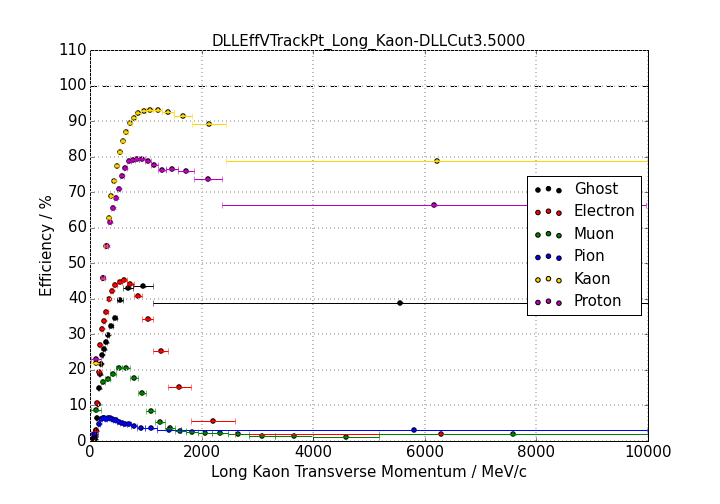 DLLEffVTrackPt_Long_Kaon-DLLCut3.5000
110
100
90
80
70
60
50
40
30
20
10
0
Efficiency / %
Ghost
Electron
Muon
Pion
Kaon
Proton
0 2000 4000 6000 8000 10000
Long Kaon Transverse Momentum / MeV/c